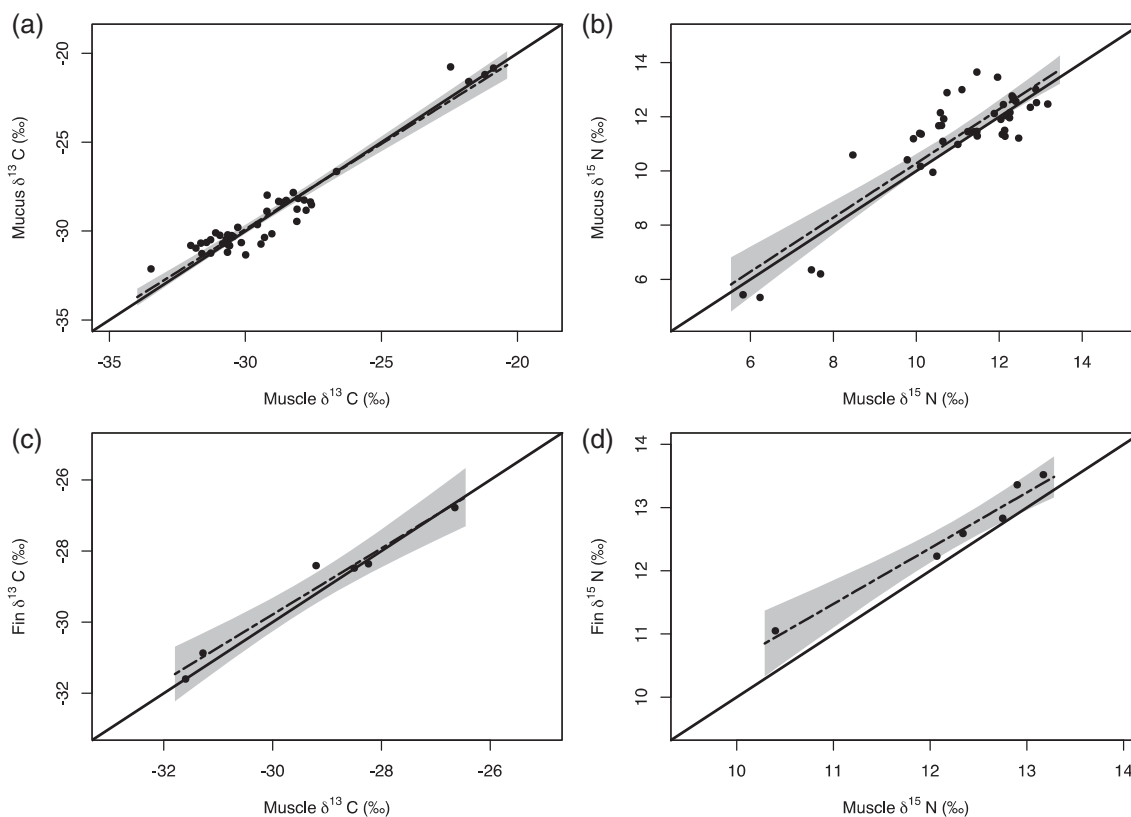 (a)
Mucus δ13 C (‰)
-20
-25
-30
-35
-35 -30 -25 -20
Muscle δ13 C (‰)
(b)
Mucus δ15 N (‰)
14
12
10
8
6
6 8 10 12 14
Muscle δ15 N (‰)
(c)
Fin δ13 C (‰)
-26
-28
-30
-32
-32 -30 -28 -26
Muscle δ13 C (‰)
(d)
Fin δ15 N (‰)
14
13
12
11
10
10 11 12 13 14
Muscle δ15 N (‰)